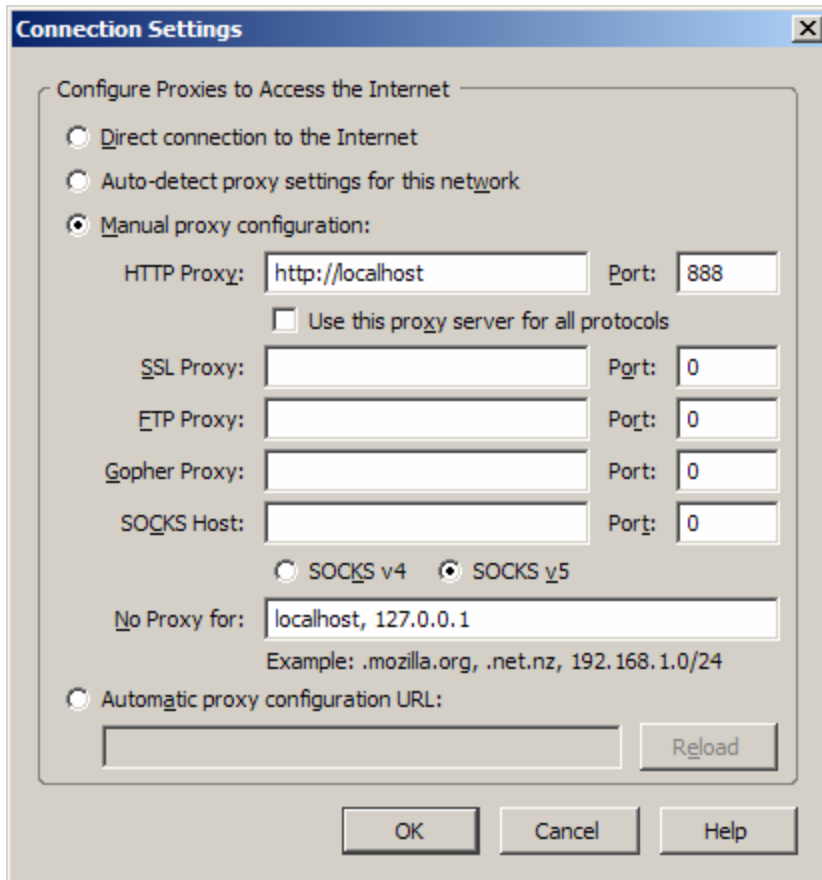 Connection Settings
Configure Proxies to Access the Internet
Direct connection to the Internet
Auto-detect proxy settings for this network
Manual proxy configuration:
HTTP Proxy: http://localhost Port: 888
Use this proxy server for all protocols
SSL Proxy: Port: 0
FTP Proxy: Port: 0
Gopher Proxy: Port: 0
SOCKS Host: Port: 0
SOCKS v4 SOCKS v5
No Proxy for: localhost, 127.0.0.1
Example: .mozilla.org, .net.nz, 192.168.1.0/24
Automatic proxy configuration URL:
Reload
OK Cancel Help